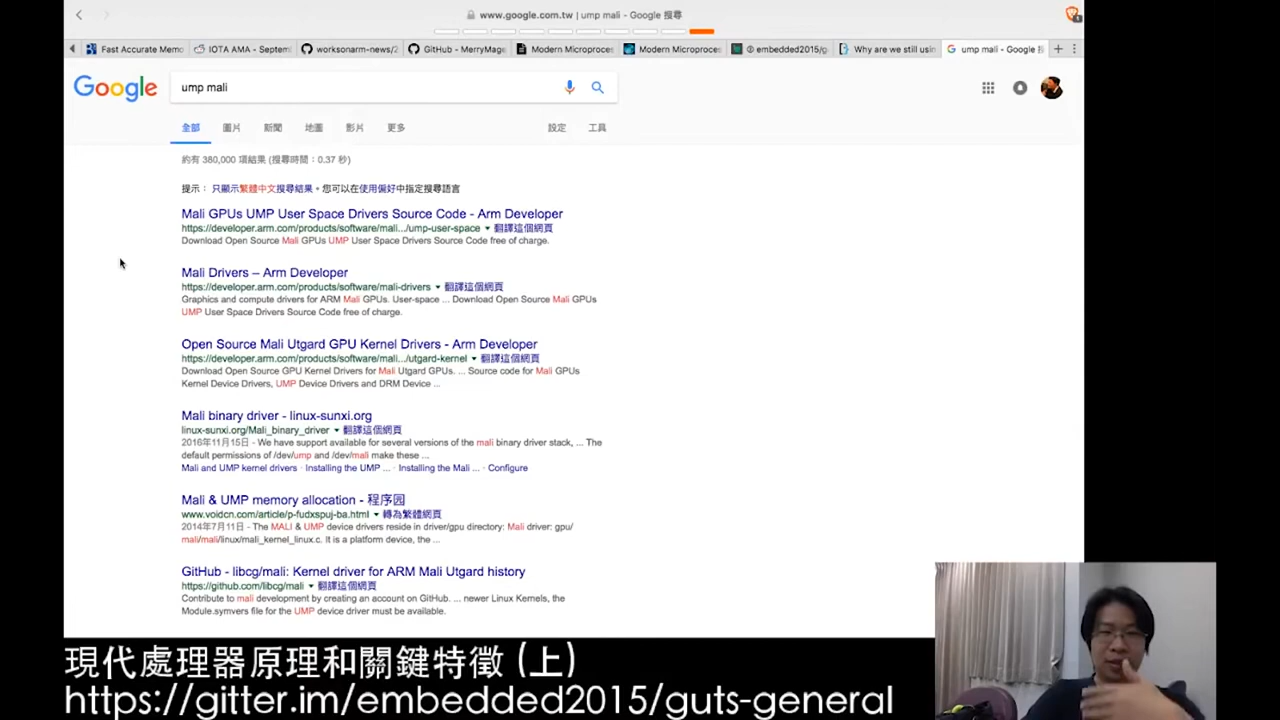 www.google.com.tw | ump mali - Google 搜尋
Fast Accurate Memo
IOTA AMA - Septem
worksonarm-news/2
GitHub - MerryMage
Modern Microproces
Modern Microproces
embedded2015/g
Why are we still usin
ump mali - Google 搜
Google
ump mali
全部 圖片 新聞 地圖 影片 更多 設定 工具
約有 380,000 項結果 (搜尋時間：0.37 秒)
提示： 只顯示繁體中文搜尋結果。您可以在使用偏好中指定搜尋語言
Mali GPUs UMP User Space Drivers Source Code - Arm Developer
https://developer.arm.com/products/software/mali.../ump-user-space ▼ 翻譯這個網頁
Download Open Source Mali GPUs UMP User Space Drivers Source Code free of charge.
Mali Drivers – Arm Developer
https://developer.arm.com/products/software/mali-drivers ▼ 翻譯這個網頁
Graphics and compute drivers for ARM Mali GPUs. User-space ... Download Open Source Mali GPUs
UMP User Space Drivers Source Code free of charge.
Open Source Mali Utgard GPU Kernel Drivers - Arm Developer
https://developer.arm.com/products/software/mali.../utgard-kernel ▼ 翻譯這個網頁
Download Open Source GPU Kernel Drivers for Mali Utgard GPUs. ... Source code for Mali GPUs
Kernel Device Drivers, UMP Device Drivers and DRM Device ...
Mali binary driver - linux-sunxi.org
linux-sunxi.org/Mali_binary_driver ▼ 翻譯這個網頁
2016年11月15日 - We have support available for several versions of the mali binary driver stack, ... The
default permissions of /dev/ump and /dev/mali make these ...
Mali and UMP kernel drivers · Installing the UMP ... · Installing the Mali ... · Configure
Mali & UMP memory allocation - 程序园
www.voidcn.com/article/p-fudxspuj-ba.html ▼ 轉為繁體網頁
2014年7月11日 - The MALI & UMP device drivers reside in driver/gpu directory: Mali driver: gpu/
mali/mali/linux/mali_kernel_linux.c. It is a platform device, the ...
GitHub - libcg/mali: Kernel driver for ARM Mali Utgard history
https://github.com/libcg/mali ▼ 翻譯這個網頁
Contribute to mali development by creating an account on GitHub. ... newer Linux Kernels, the
Module.symvers file for the UMP device driver must be available.
現代處理器原理和關鍵特徵 (上)
https://gitter.im/embedded2015/guts-general